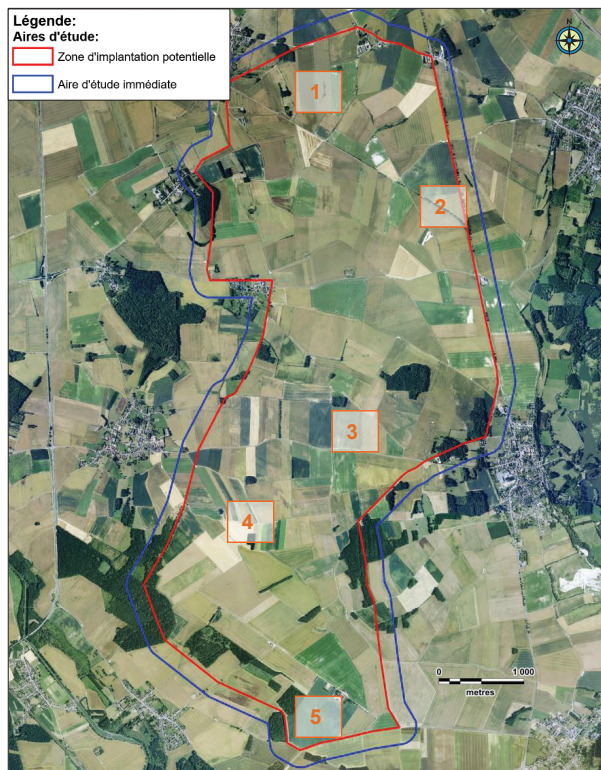 Légende:
Aires d'étude:
Zone d'implantation potentielle
Aire d'étude immédiate
N
1
2
3
4
5
0 1 000
metres